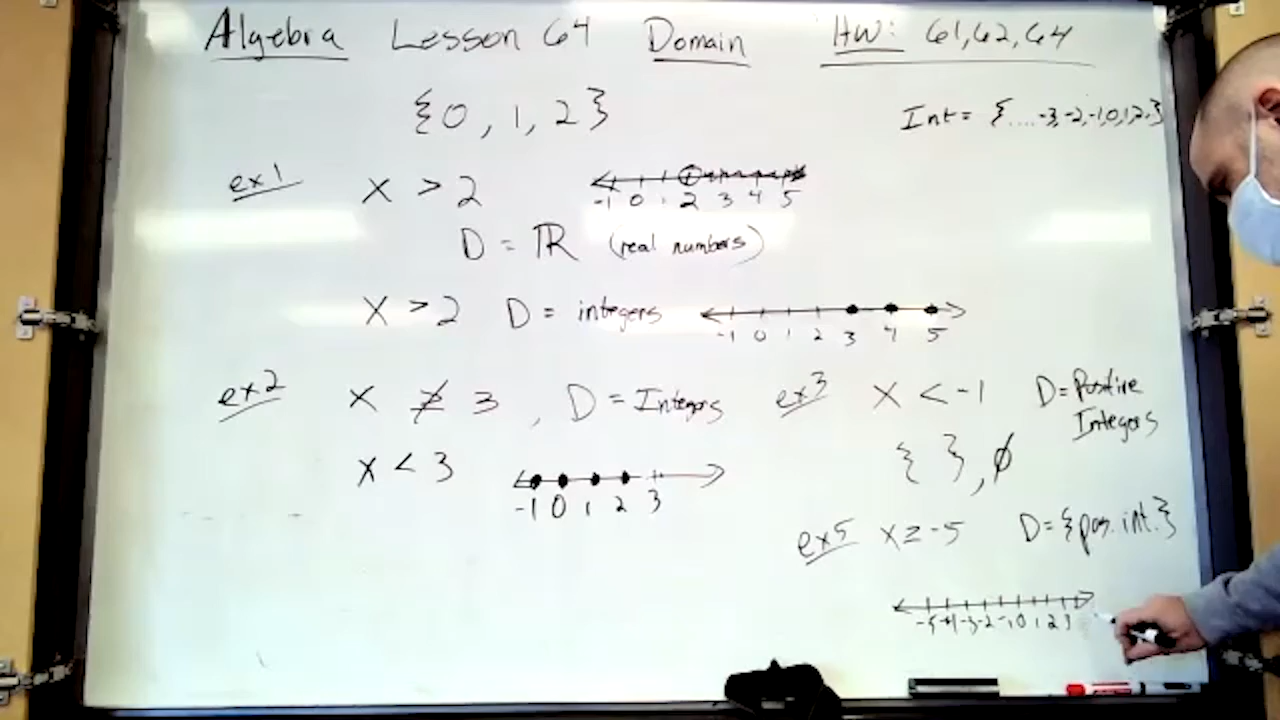 Algebra Lesson 64 Domain HW: 61, 62, 64
{0, 1, 2}
Int = {....-3,-2,-1,0,1,2,}
ex1 x > 2
-1 0 1 2 3 4 5
D = ℝ (real numbers)
x > 2 D = integers
-1 0 1 2 3 4 5
ex2 x ≯ 3, D = Integers
x < 3
-1 0 1 2 3
ex3 x < -1 D = Positive
Integers
{ }, ∅
ex5 x ≥ -5 D = {pos. int.}
-5 -4 -3 -2 -1 0 1 2 3